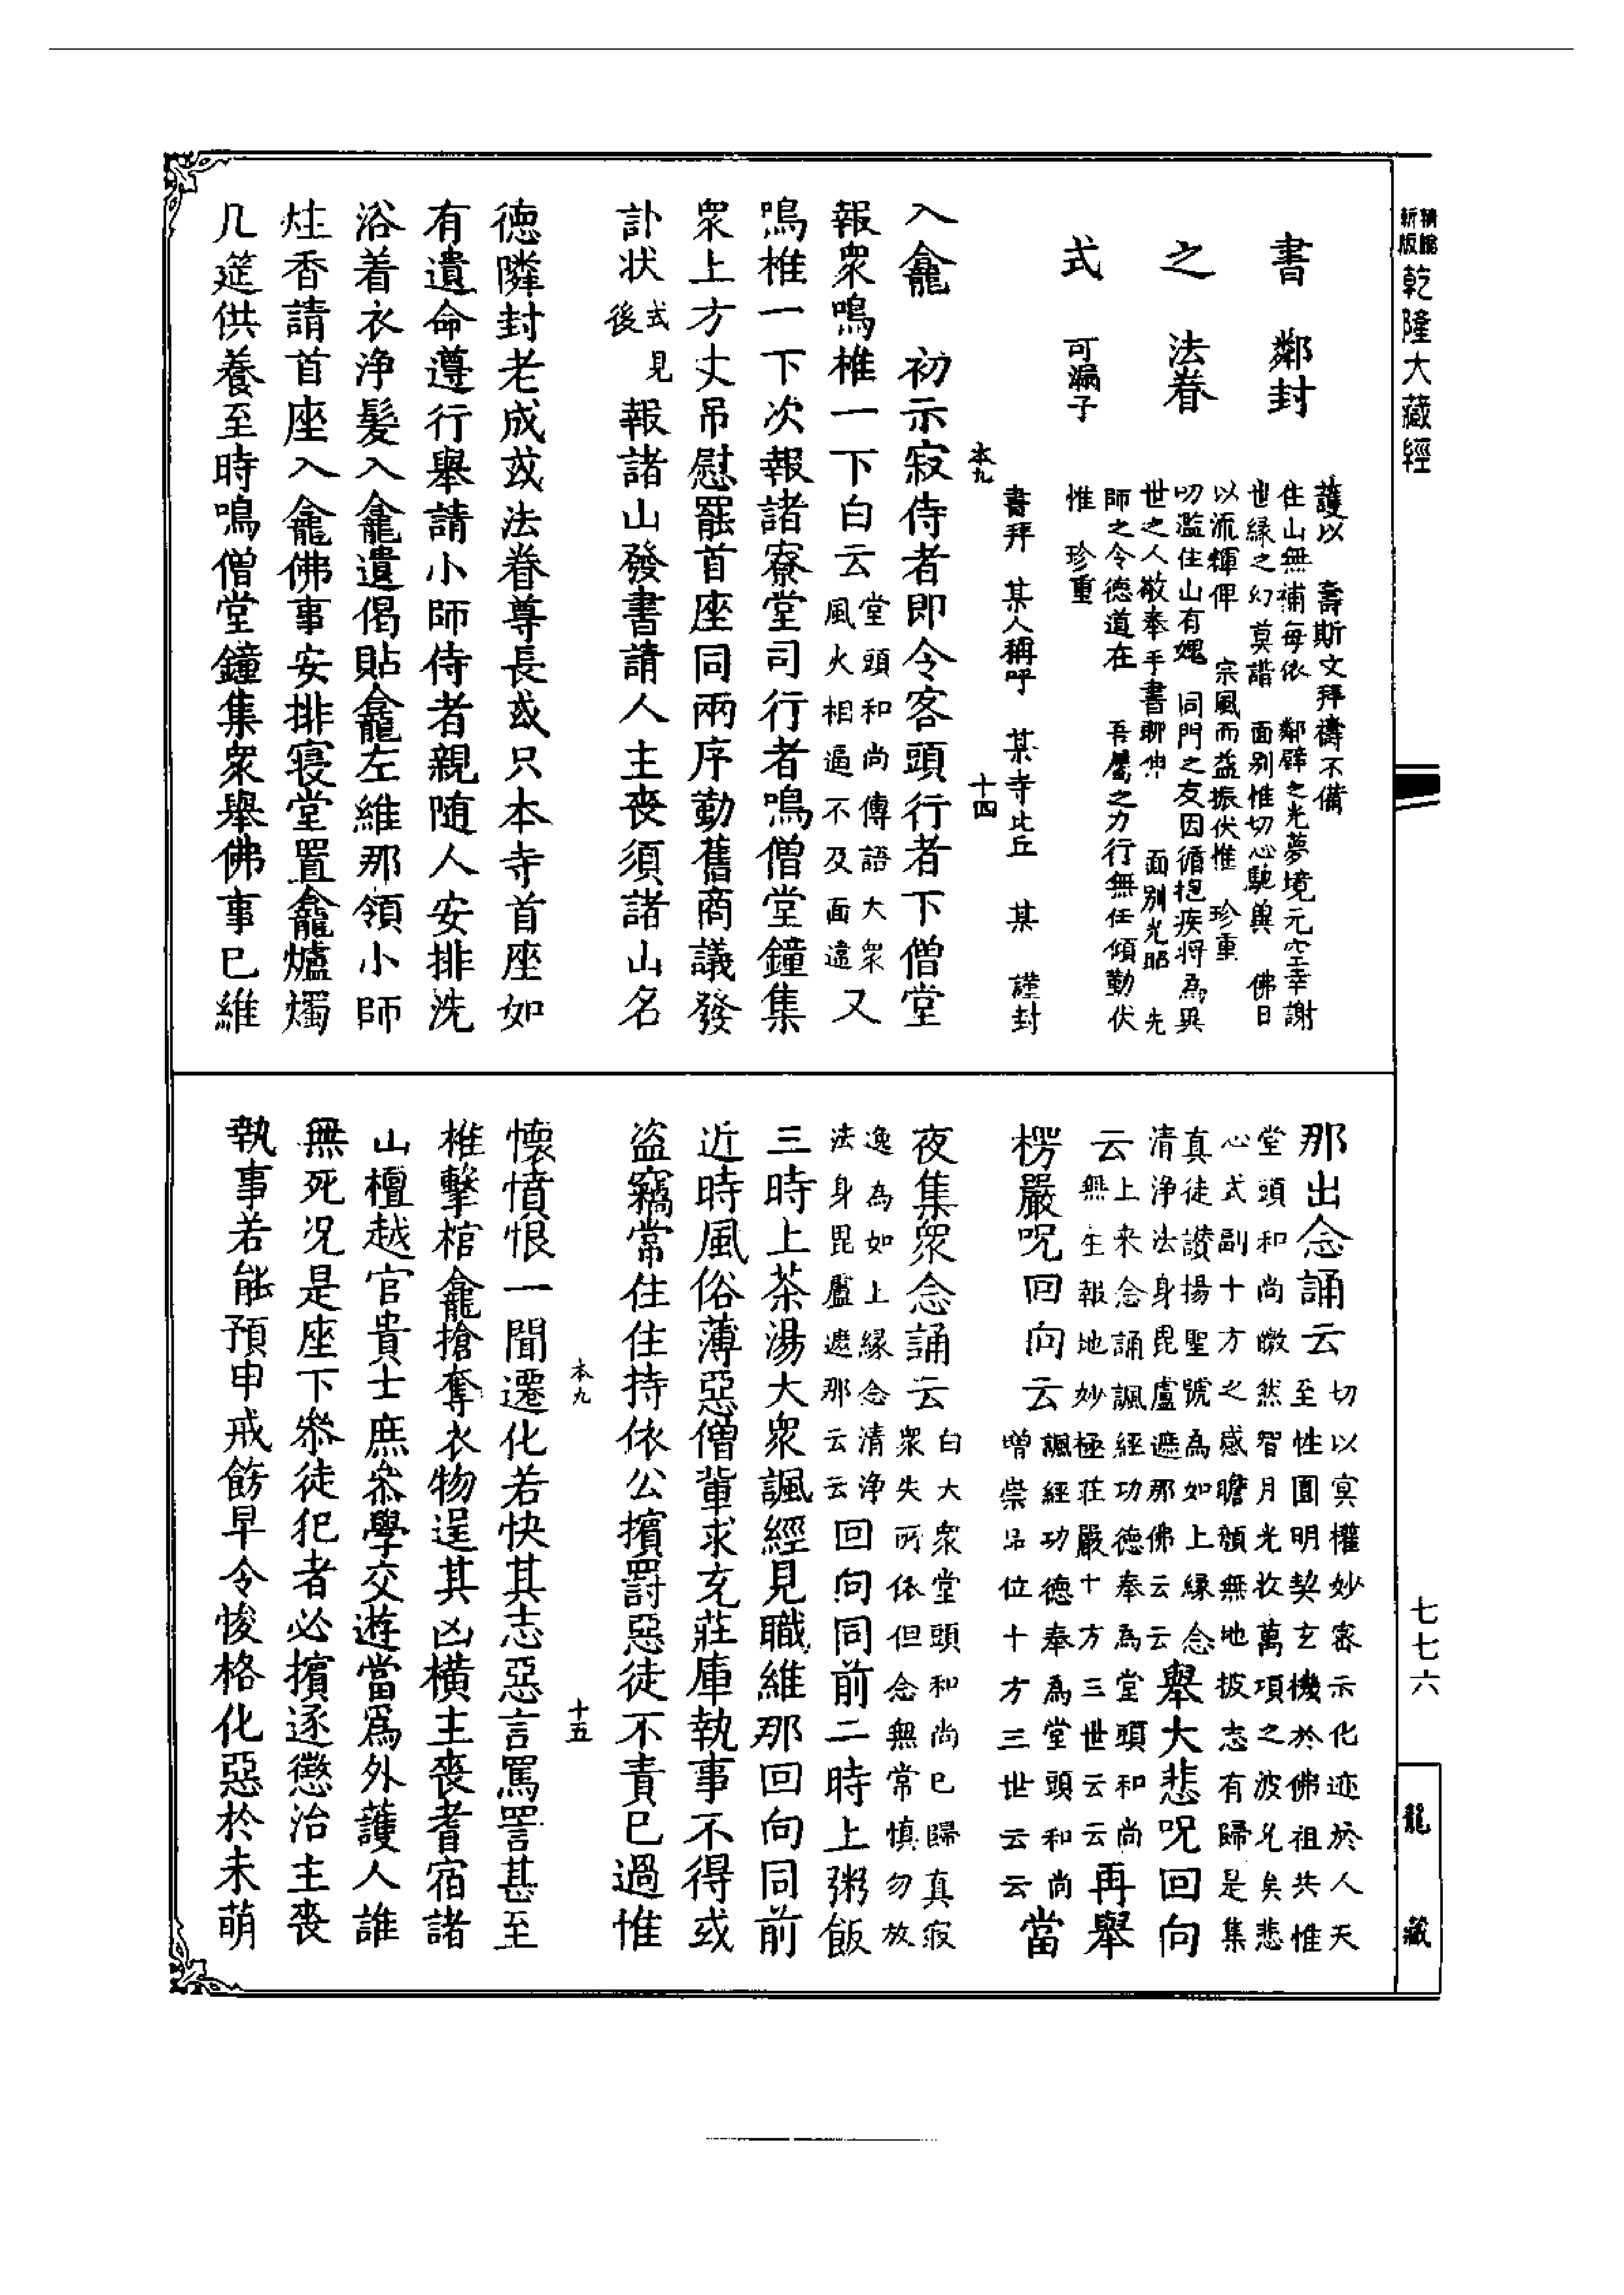 精縮
新版
乾隆大藏經
護以　壽斯文拜禱不備
書　鄰封
住山無補每依　鄰壁之光夢境元空幸謝
世緣之幻莫諧　面別惟切心馳與　佛日
以流輝俾　宗風而益振伏惟　珍重
之　法眷
叨濫住山有媿　同門之友因循抱疾將為異
世之人敬奉手書聊伸　面別光昭　先
師之令德道在　吾屬之力行無任傾勤伏
惟　珍重
式　可漏子
書拜　某人稱呼　某寺比丘　某　謹封
本九　十四
入龕　初示寂侍者即令客頭行者下僧堂
報衆鳴椎一下白云堂頭和尚傳語大衆風火相逼不及面違又
鳴椎一下次報諸寮堂司行者鳴僧堂鐘集
衆上方丈吊慰罷首座同兩序勤舊商議發
訃狀式見後　報諸山發書請人主喪須諸山名
德隣封老成或法眷尊長或只本寺首座如
有遺命遵行舉請小師侍者親随人安排洗
浴着衣淨髮入龕遺偈貼龕左維那領小師
炷香請首座入龕佛事安排寝堂置龕爐燭
几筵供養至時鳴僧堂鐘集衆舉佛事已維
那出念誦云切以寘權妙密示化迹於人天至性圓明契玄機於佛祖共惟
堂頭和尚皦然智月光收萬項之波允矣悲
心式副十方之感瞻顏無地披志有歸是集
真徒讃揚聖號為如上緣念
清淨法身毘盧遮那佛云云舉大悲呪回向
云上来念誦諷經功德奉為堂頭和尚無生報地妙極莊嚴十方三世云云再舉
楞嚴呪回向云諷經功德奉為堂頭和尚增崇品位十方三世云云當
夜集衆念誦云白大衆堂頭和尚已歸真寂衆失所依但念無常慎勿放
逸為如上緣念清淨法身毘盧遮那云云回向同前二時上粥飯
三時上茶湯大衆諷經見職維那回向同前
近時風俗薄惡僧輩求充莊庫執事不得或
盜竊常住住持依公擯罸惡徒不責已過惟
本九　十五
懷憤恨一聞遷化若快其志惡言罵詈甚至
椎擊棺龕搶奪衣物逞其凶橫主喪耆宿諸
山檀越官貴士庶叅學交遊當爲外護人誰
無死况是座下叅徒犯者必擯逐懲治主喪
執事若能預申戒飭早令悛格化惡於未萌
七七六
龍藏